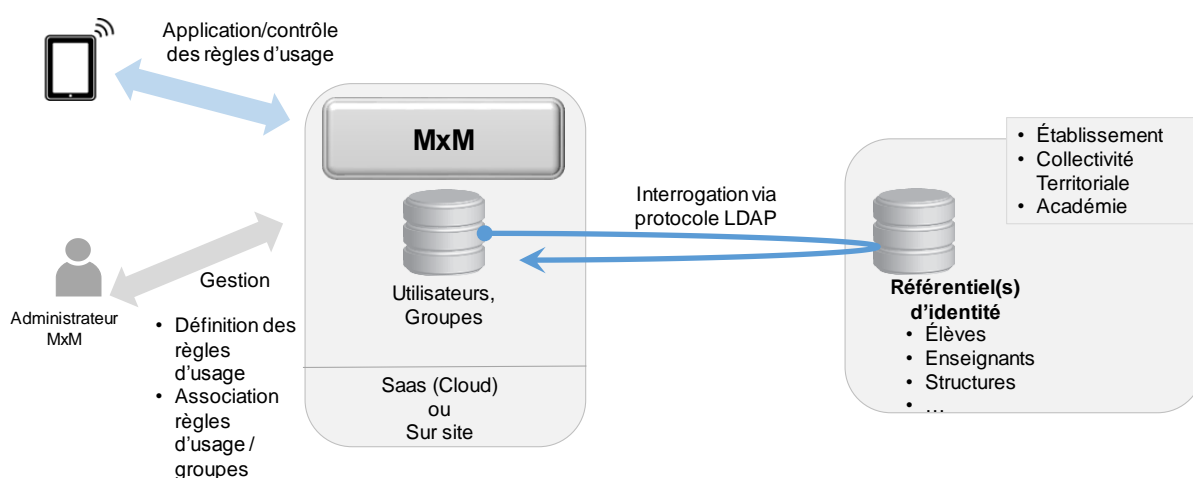 Application/contrôle
des règles d'usage
MxM
• Établissement
• Collectivité
Territoriale
• Académie
Interrogation via
protocole LDAP
Gestion
Administrateur
MxM
• Définition des
règles
d'usage
• Association
règles
d'usage /
groupes
Utilisateurs,
Groupes
Saas (Cloud)
ou
Sur site
Référentiel(s)
d'identité
• Élèves
• Enseignants
• Structures
• ...